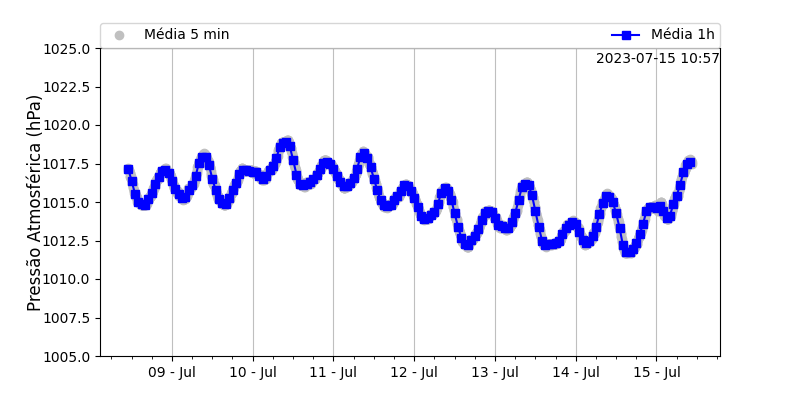 Média 5 min
Média 1h
2023-07-15 10:57
Pressão Atmosférica (hPa)
1025.0
1022.5
1020.0
1017.5
1015.0
1012.5
1010.0
1007.5
1005.0
09 - Jul
10 - Jul
11 - Jul
12 - Jul
13 - Jul
14 - Jul
15 - Jul